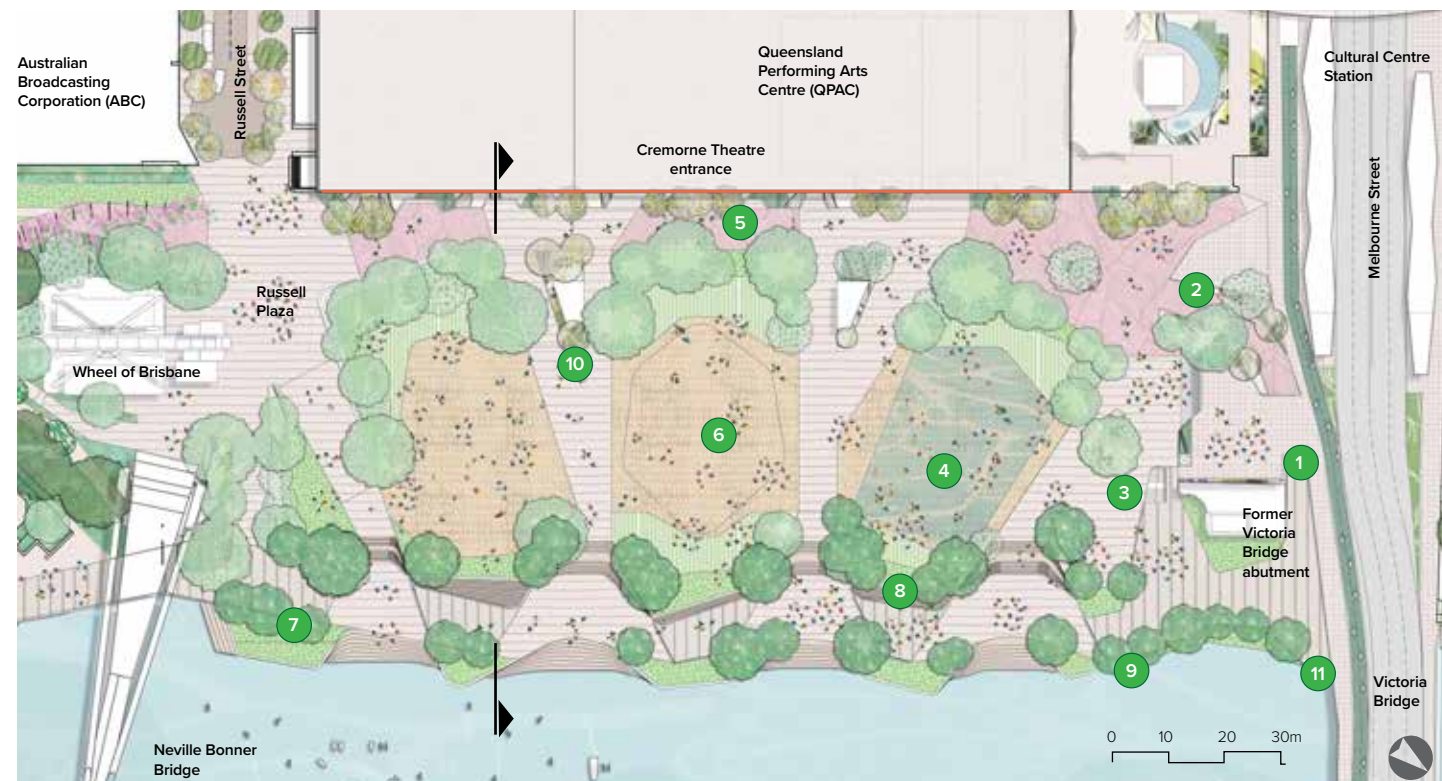 Australian
Broadcasting
Corporation (ABC)
Russell Street
Queensland
Performing Arts
Centre (QPAC)
Cultural Centre
Station
Cremorne Theatre
entrance
Melbourne Street
5
Russell
Plaza
2
Wheel of Brisbane
10
6
4
1
3
Former
Victoria
Bridge
abutment
8
7
9
11
Victoria
Bridge
Neville Bonner
Bridge
0 10 20 30m